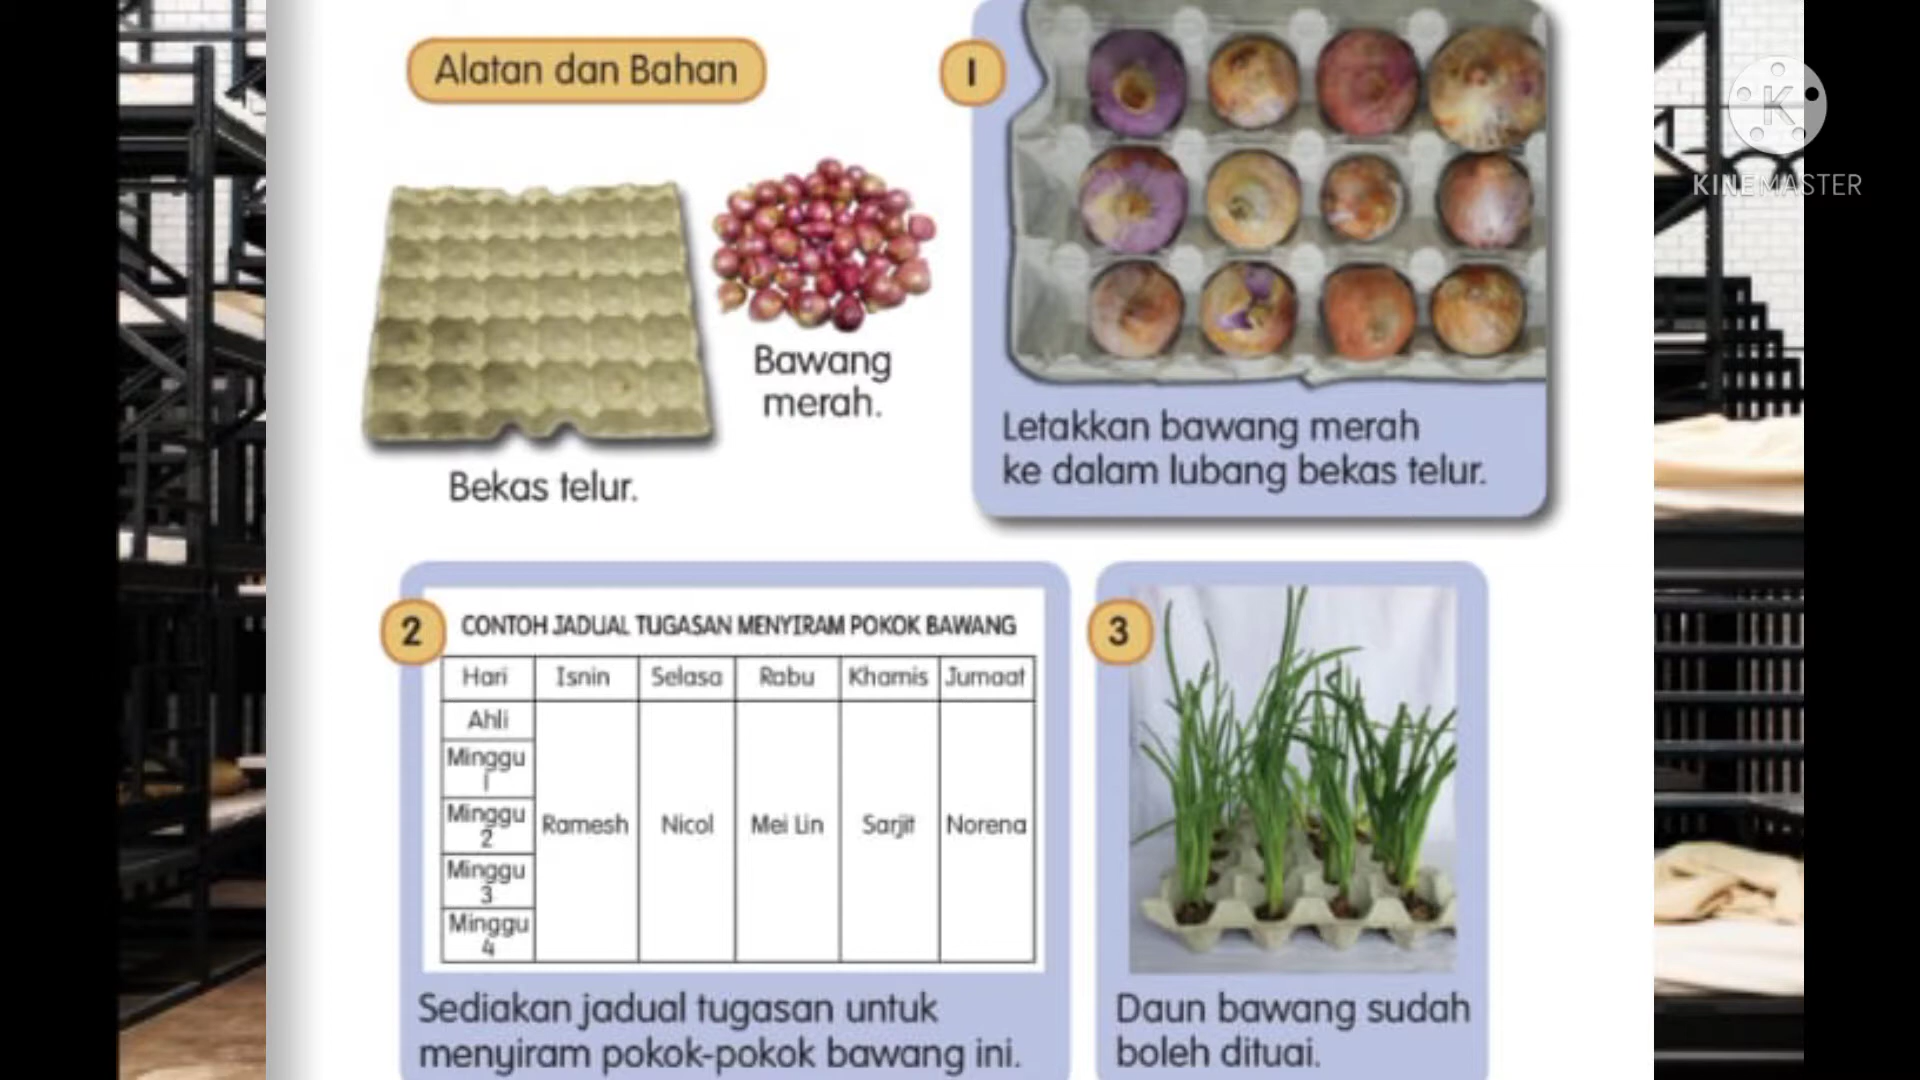 Alatan dan Bahan
Bekas telur.
Bawang
merah.
1
Letakkan bawang merah
ke dalam lubang bekas telur.
2
CONTOH JADUAL TUGASAN MENYIRAM POKOK BAWANG
Hari Isnin Selasa Rabu Khamis Jumaat
Ahli
Minggu
1
Minggu
2
Ramesh Nicol Mei Lin Sarjit Norena
Minggu
3
Minggu
4
Sediakan jadual tugasan untuk
menyiram pokok-pokok bawang ini.
3
Daun bawang sudah
boleh dituai.
K
KINEMASTER